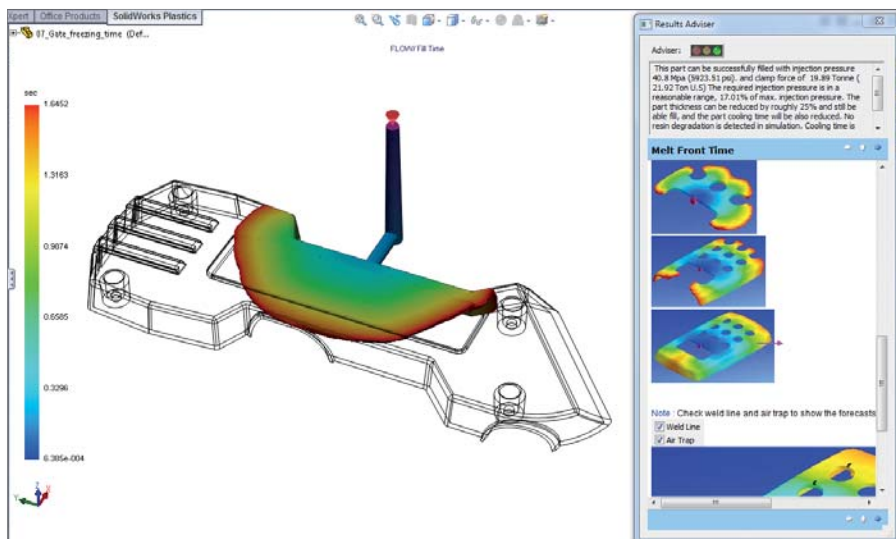 Xpert Office Products SolidWorks Plastics
07_Gate_freezing_time (Def...
FLOW/Fill Time
sec
1.6452
1.3163
0.9874
0.6585
0.3296
6.385e-004
Results Adviser
Adviser:
This part can be successfully filled with injection pressure
40.8 Mpa (5923.51 psi). and clamp force of 19.89 Tonne (
21.92 Ton U.S) The required injection pressure is in a
reasonable range, 17.01% of max. injection pressure. The
part thickness can be reduced by roughly 25% and still be
able fill, and the part cooling time will be also reduced. No
resin degradation is detected in simulation. Cooling time is
Melt Front Time
Note : Check weld line and air trap to show the forecasts
Weld Line
Air Trap
Y Z X